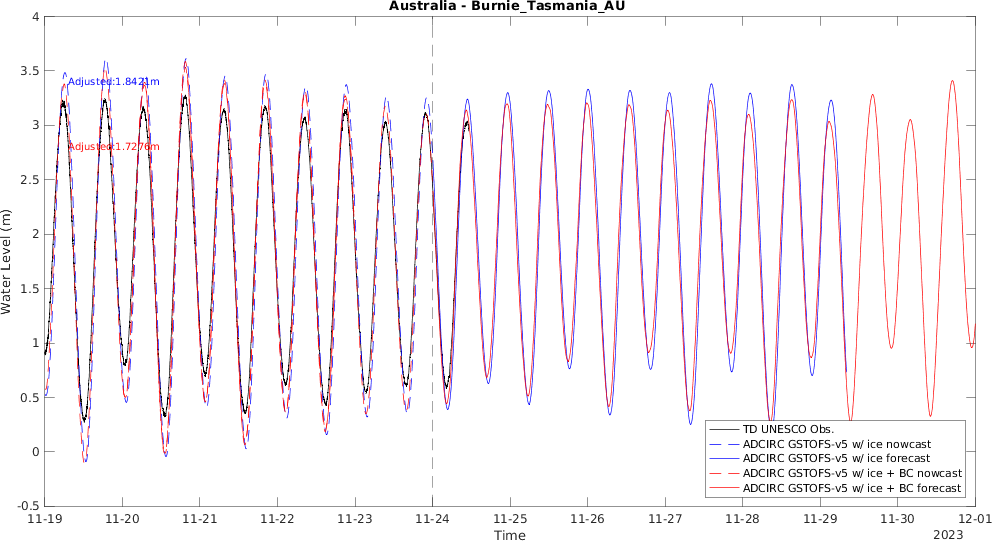 Australia - Burnie_Tasmania_AU
4
3.5
3
2.5
2
1.5
1
0.5
0
-0.5
Water Level (m)
Adjusted:1.8421m
Adjusted:1.7276m
TD UNESCO Obs.
ADCIRC GSTOFS-v5 w/ ice nowcast
ADCIRC GSTOFS-v5 w/ ice forecast
ADCIRC GSTOFS-v5 w/ ice + BC nowcast
ADCIRC GSTOFS-v5 w/ ice + BC forecast
11-19 11-20 11-21 11-22 11-23 11-24 11-25 11-26 11-27 11-28 11-29 11-30 12-01
Time
2023